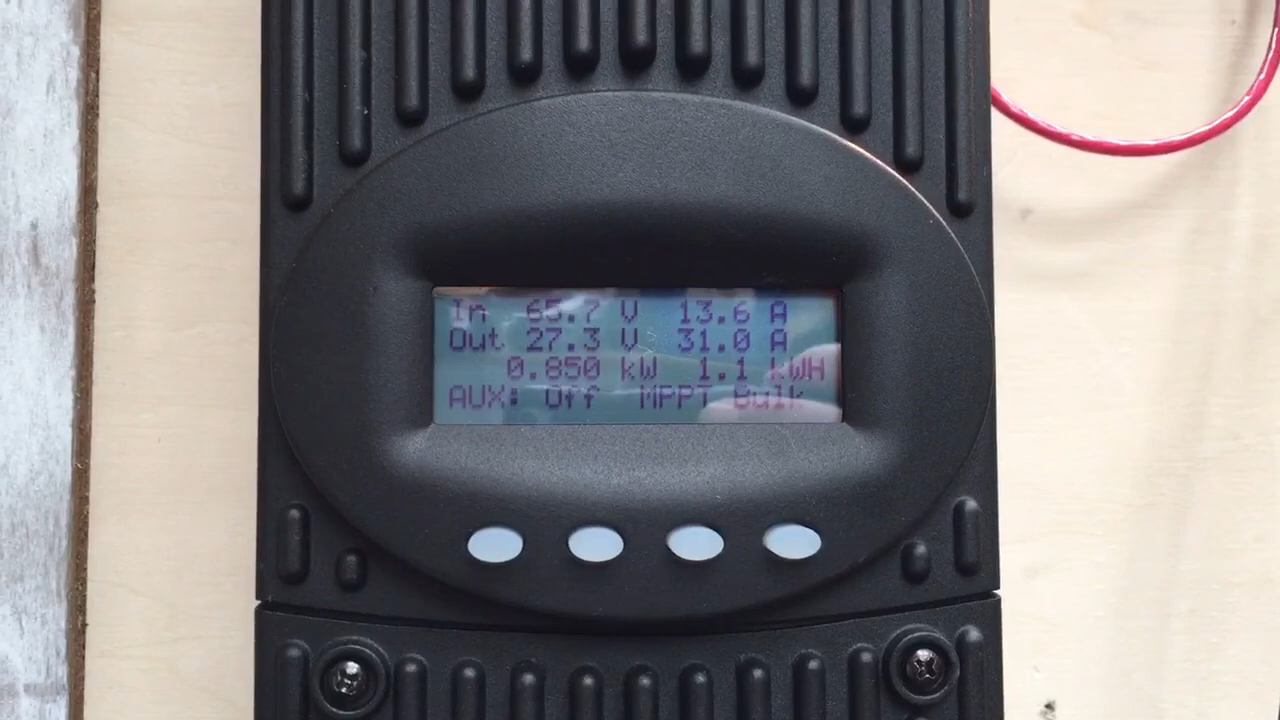 In 65.7 V 13.6 A
Out 27.3 V 31.0 A
0.850 kW 1.1 kWH
AUX: Off MPPT Bulk